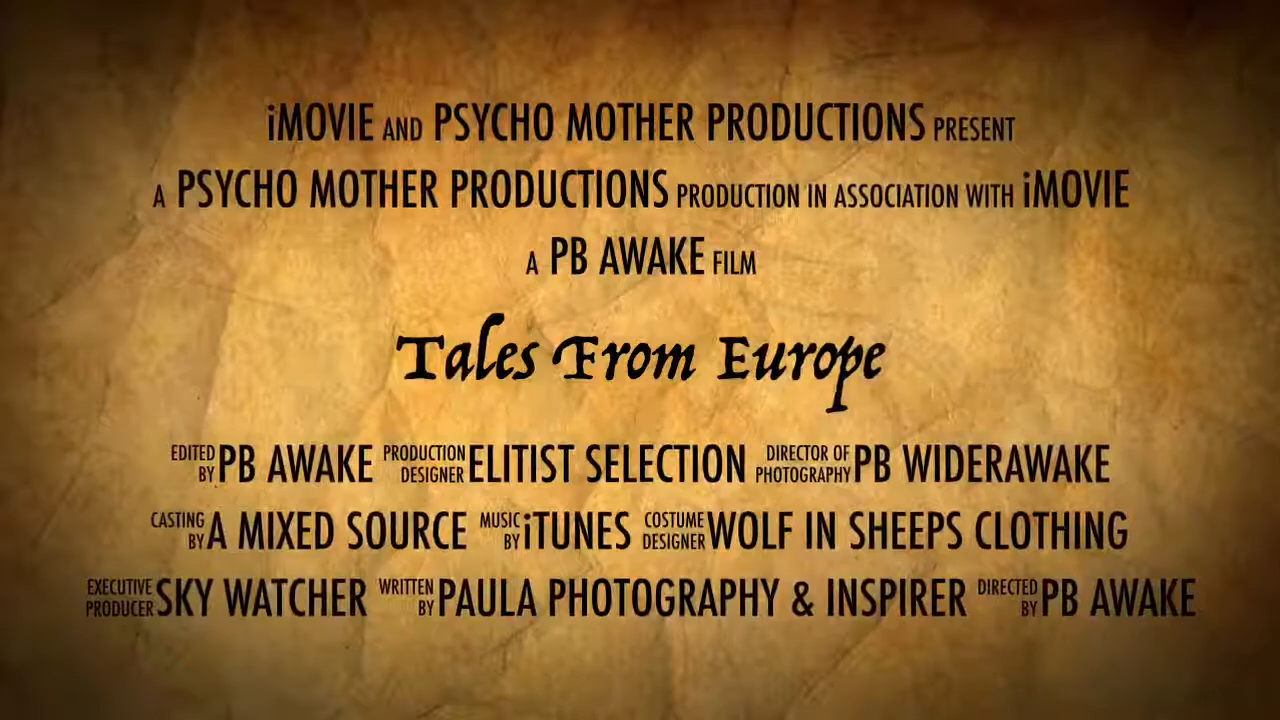 iMOVIE AND PSYCHO MOTHER PRODUCTIONS PRESENT
A PSYCHO MOTHER PRODUCTIONS PRODUCTION IN ASSOCIATION WITH iMOVIE
A PB AWAKE FILM
Tales From Europe
EDITED BY PB AWAKE PRODUCTION DESIGNER ELITIST SELECTION DIRECTOR OF PHOTOGRAPHY PB WIDERAWAKE
CASTING BY A MIXED SOURCE MUSIC BY iTUNES COSTUME DESIGNER WOLF IN SHEEPS CLOTHING
EXECUTIVE PRODUCER SKY WATCHER WRITTEN BY PAULA PHOTOGRAPHY & INSPIRER DIRECTED BY PB AWAKE